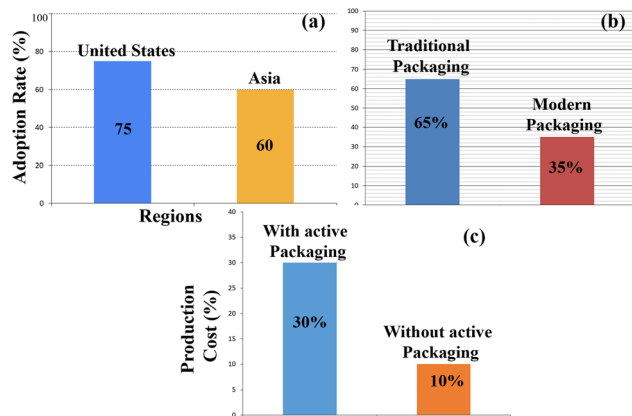 (a)
Adoption Rate (%)
100
80
60
40
20
0
United States
Asia
75
60
Regions
(b)
100
90
80
70
60
50
40
30
20
10
0
Traditional
Packaging
65%
Modern
Packaging
35%
(c)
Production
Cost (%)
40
35
30
25
20
15
10
5
0
With active
Packaging
30%
Without active
Packaging
10%